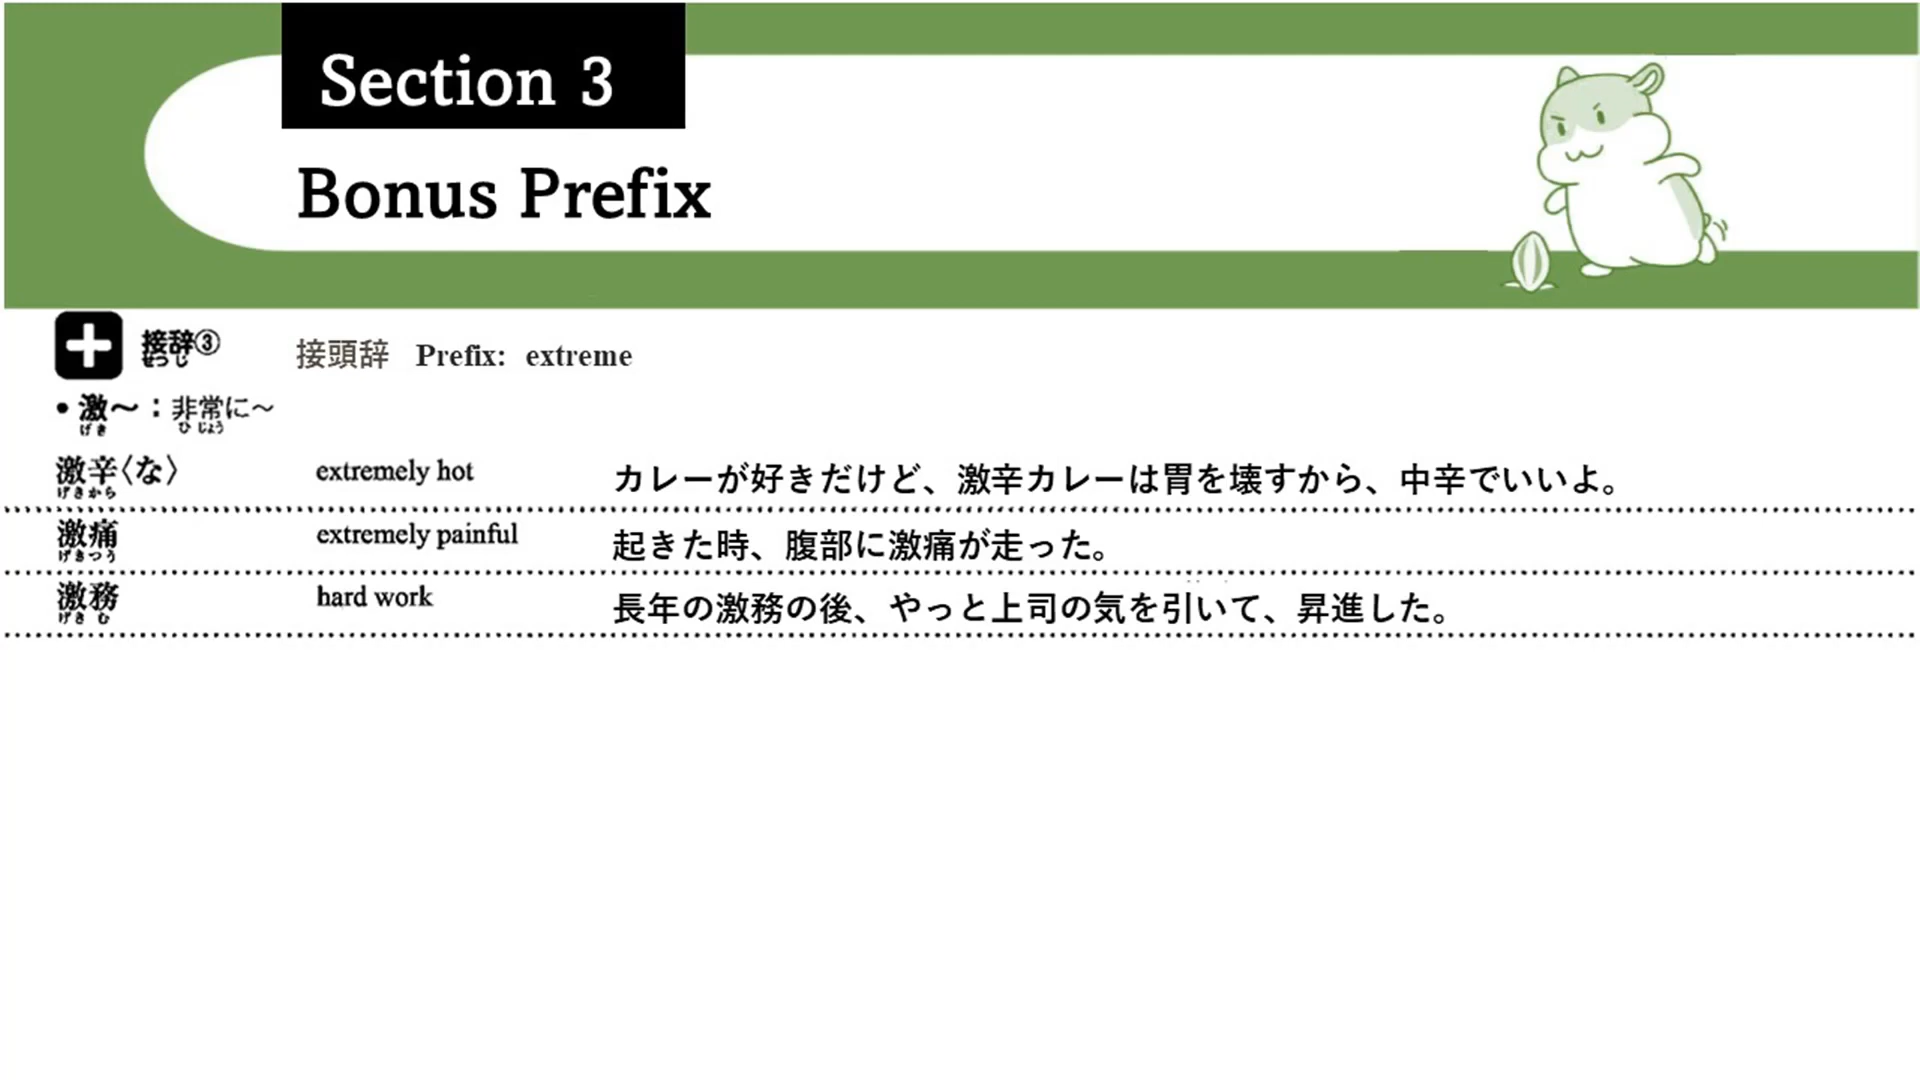 Section 3
Bonus Prefix
接辞③ 接頭辞 Prefix: extreme
せつじ
• 激～：非常に～
げき ひ じょう
激辛〈な〉 extremely hot カレーが好きだけど、激辛カレーは胃を壊すから、中辛でいいよ。
げきから
激痛 extremely painful 起きた時、腹部に激痛が走った。
げきつう
激務 hard work 長年の激務の後、やっと上司の気を引いて、昇進した。
げき む